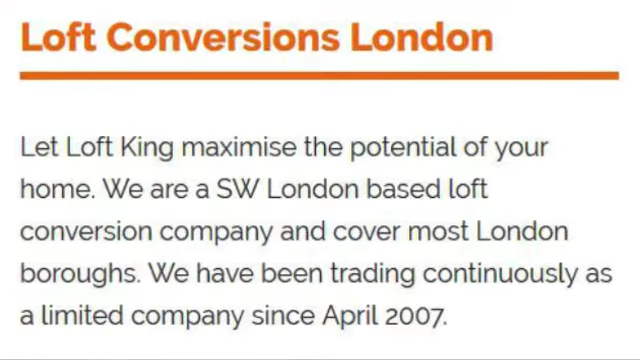 Loft Conversions London
Let Loft King maximise the potential of your
home. We are a SW London based loft
conversion company and cover most London
boroughs. We have been trading continuously as
a limited company since April 2007.